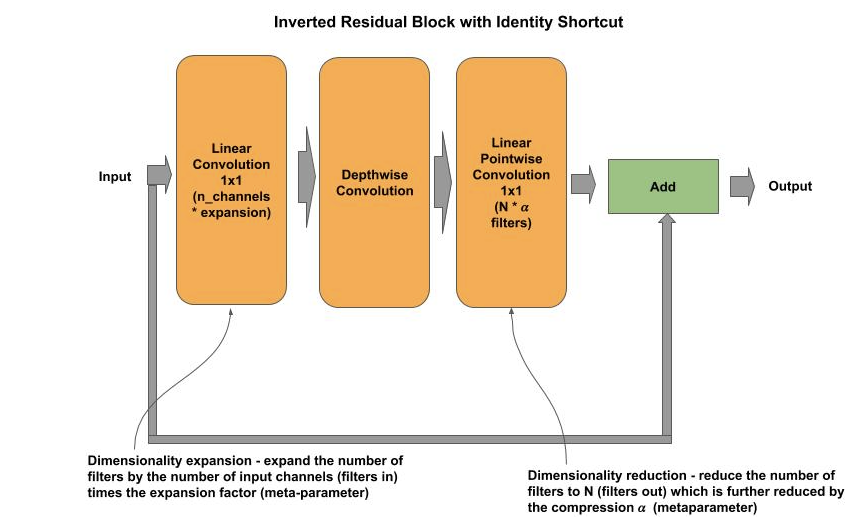 Inverted Residual Block with Identity Shortcut
Input
Linear
Convolution
1x1
(n_channels
* expansion)
Depthwise
Convolution
Linear
Pointwise
Convolution
1x1
(N * α
filters)
Add
Output
Dimensionality expansion - expand the number of
filters by the number of input channels (filters in)
times the expansion factor (meta-parameter)
Dimensionality reduction - reduce the number of
filters to N (filters out) which is further reduced by
the compression α (metaparameter)